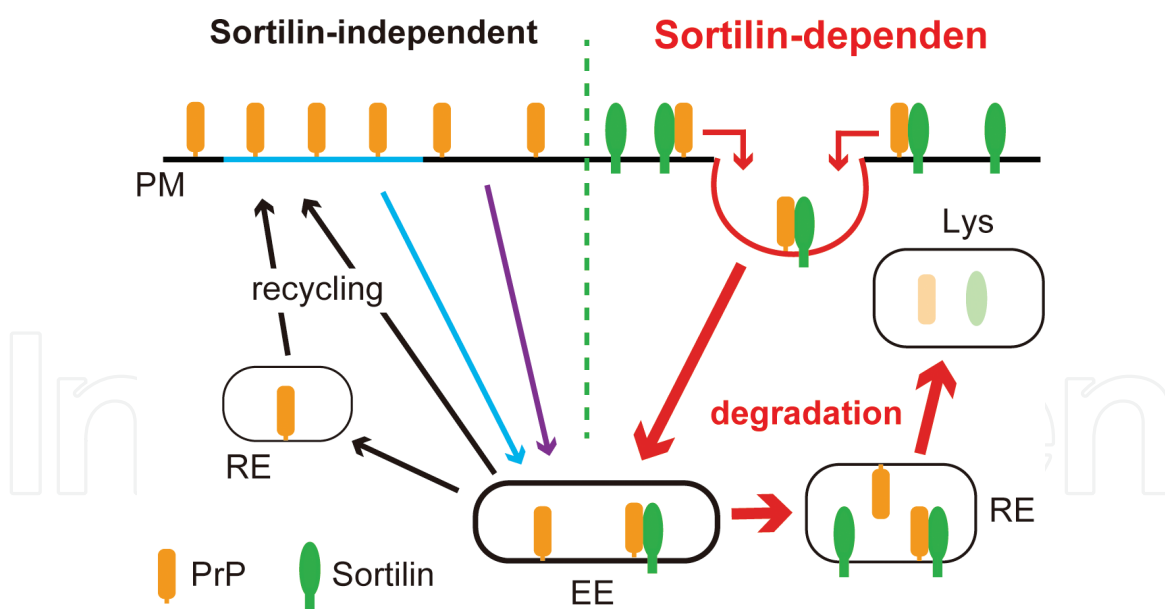 Sortilin-independent
Sortilin-dependen
PM
Lys
recycling
degradation
RE
RE
EE
PrP
Sortilin